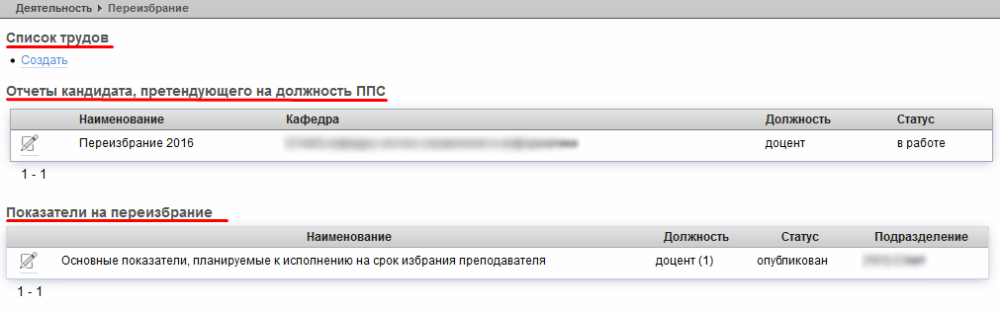 Деятельность Переизбрание
Список трудов
Создать
Отчеты кандидата, претендующего на должность ППС
Наименование Кафедра Должность Статус
Переизбрание 2016 доцент в работе
1 - 1
Показатели на переизбрание
Наименование Должность Статус Подразделение
Основные показатели, планируемые к исполнению на срок избрания преподавателя доцент (1) опубликован
1 - 1